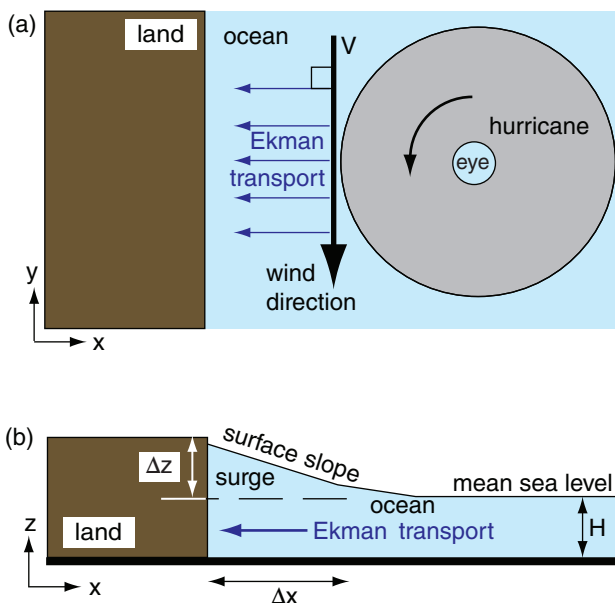 (a)
land
ocean
V
Ekman
transport
hurricane
eye
wind
direction
y
x
(b)
Δz
surface slope
surge
mean sea level
ocean
land
Ekman transport
H
z
x
Δx